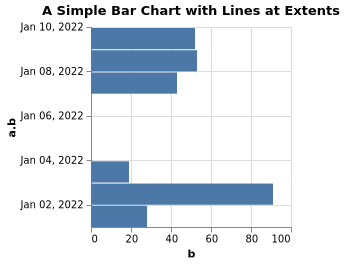 A Simple Bar Chart with Lines at Extents
Jan 10, 2022
Jan 08, 2022
Jan 06, 2022
Jan 04, 2022
Jan 02, 2022
a.b
0 20 40 60 80 100
b